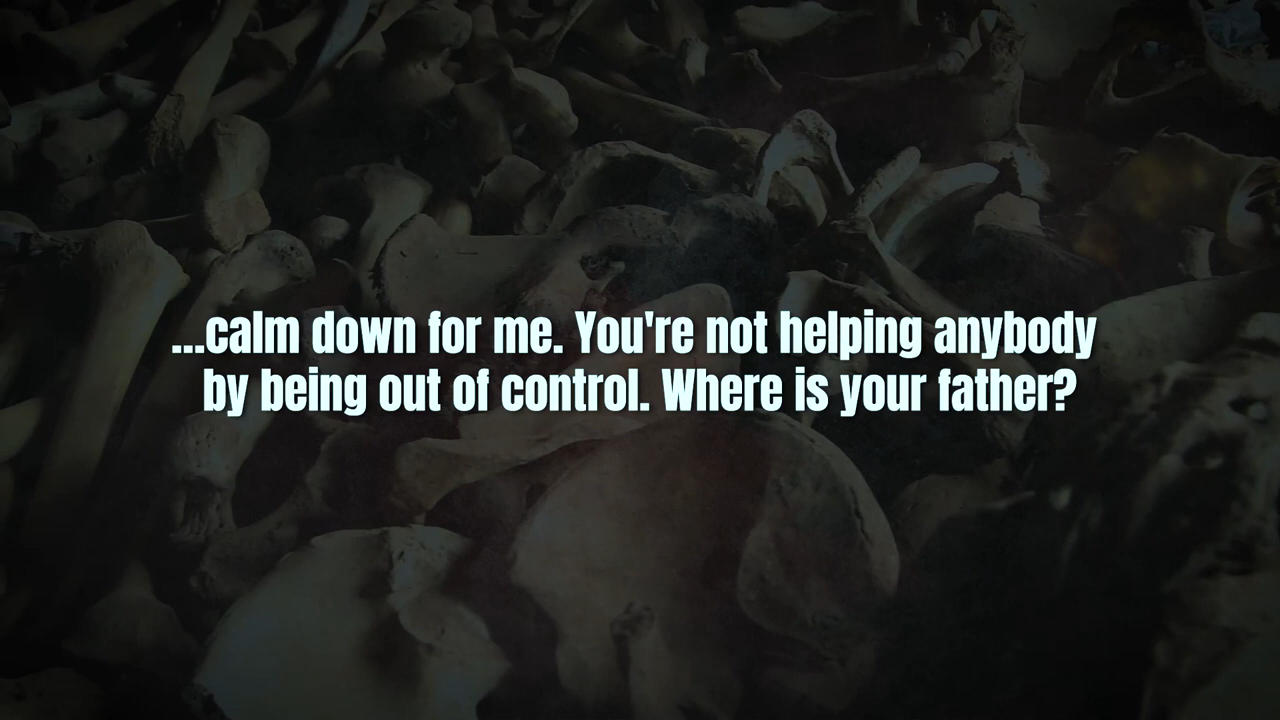 ...calm down for me. You're not helping anybody
by being out of control. Where is your father?